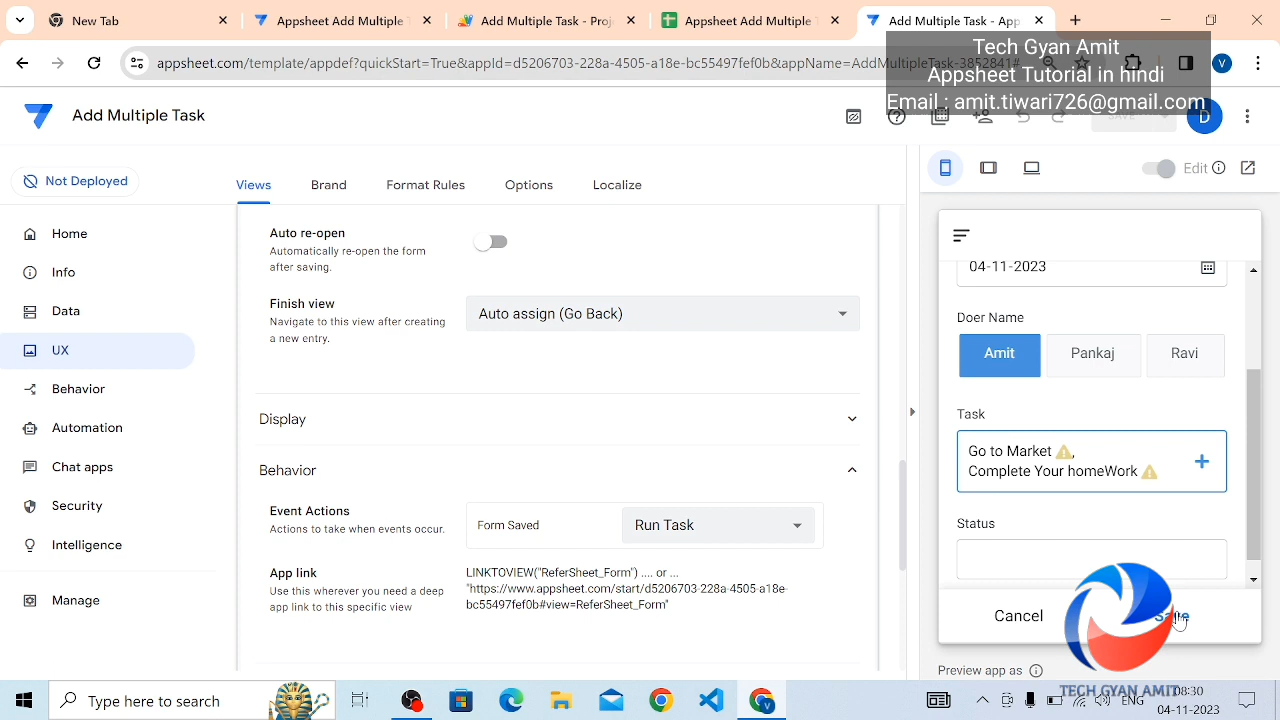 New Tab
Appsheet Add Multiple T
Add Multiple Task - Proj
Appsheet Add Multiple
Add Multiple Task - App
Tech Gyan Amit
Appsheet Tutorial in hindi
Email : amit.tiwari726@gmail.com
appsheet.com/template/appdef?quickStart=True&appId=d5206703-228a-4505-a18e-bc55497fef0b&appName=AddMultipleTask-3852841#
V
Add Multiple Task
SAVE
D
Not Deployed
Views
Brand
Format Rules
Options
Localize
Edit
Home
Info
Data
UX
Behavior
Automation
Chat apps
Security
Intelligence
Manage
Auto re-open
Automatically re-open the form
after saving.
Finish view
Navigate to this view after creating
a new entry.
Auto assign (Go Back)
Display
Behavior
Event Actions
Actions to take when events occur.
Form Saved
Run Task
App link
Use this wherever you need a deep
app link to this specific view
LINKTOVIEW("ReferSheet_Form") .... or ...
"https://www.appsheet.com/start/d5206703-228a-4505-a18e-
bc55497fef0b#view=ReferSheet_Form"
04-11-2023
Doer Name
Amit
Pankaj
Ravi
Task
Go to Market ,
Complete Your homeWork
Status
Cancel
Save
Preview app as
TECH GYAN AMIT
Type here to search
V
ENG
08:30
04-11-2023